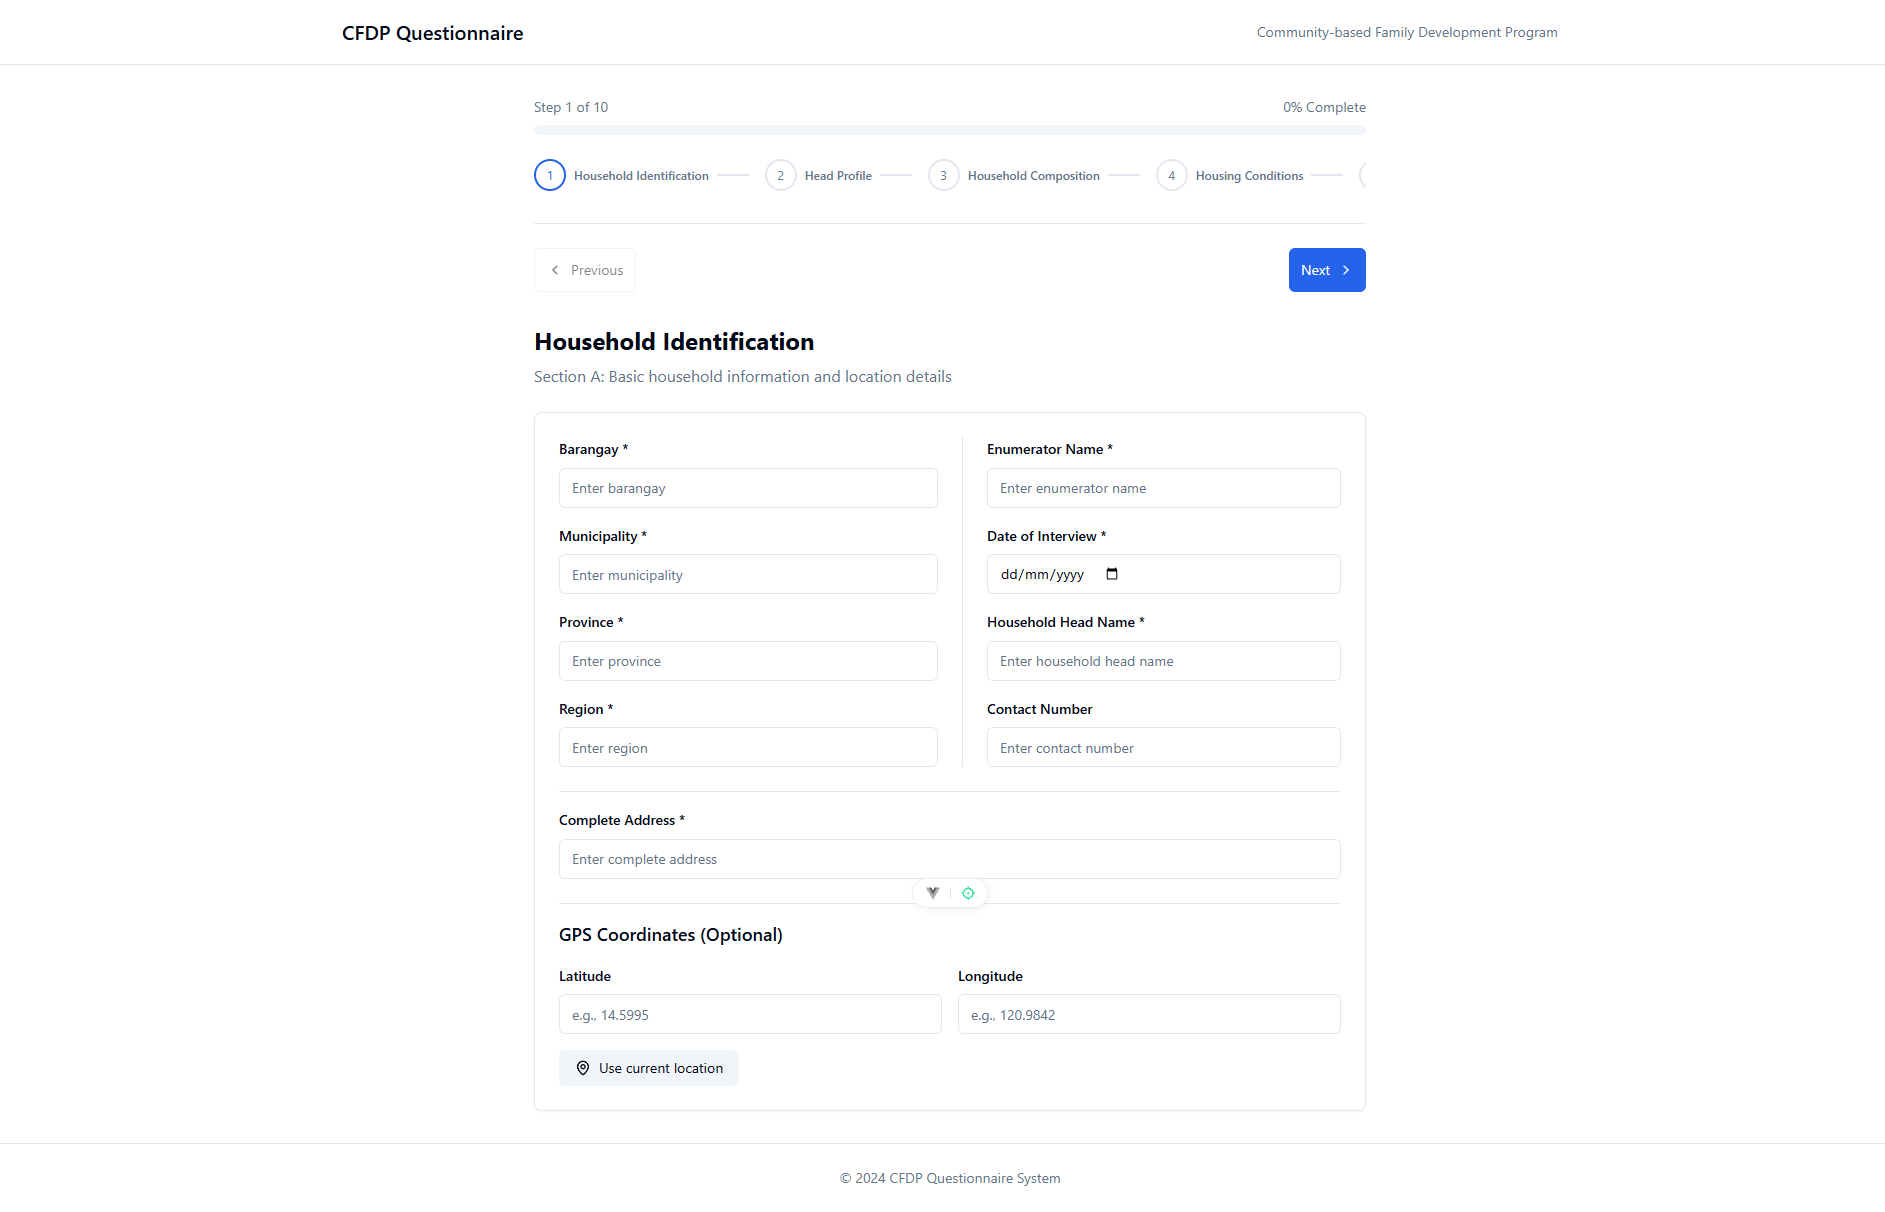 CFDP Questionnaire
Community-based Family Development Program
Step 1 of 10
0% Complete
1 Household Identification
2 Head Profile
3 Household Composition
4 Housing Conditions
Previous
Next
Household Identification
Section A: Basic household information and location details
Barangay *
Enter barangay
Municipality *
Enter municipality
Province *
Enter province
Region *
Enter region
Enumerator Name *
Enter enumerator name
Date of Interview *
dd/mm/yyyy
Household Head Name *
Enter household head name
Contact Number
Enter contact number
Complete Address *
Enter complete address
GPS Coordinates (Optional)
Latitude
e.g., 14.5995
Longitude
e.g., 120.9842
Use current location
© 2024 CFDP Questionnaire System